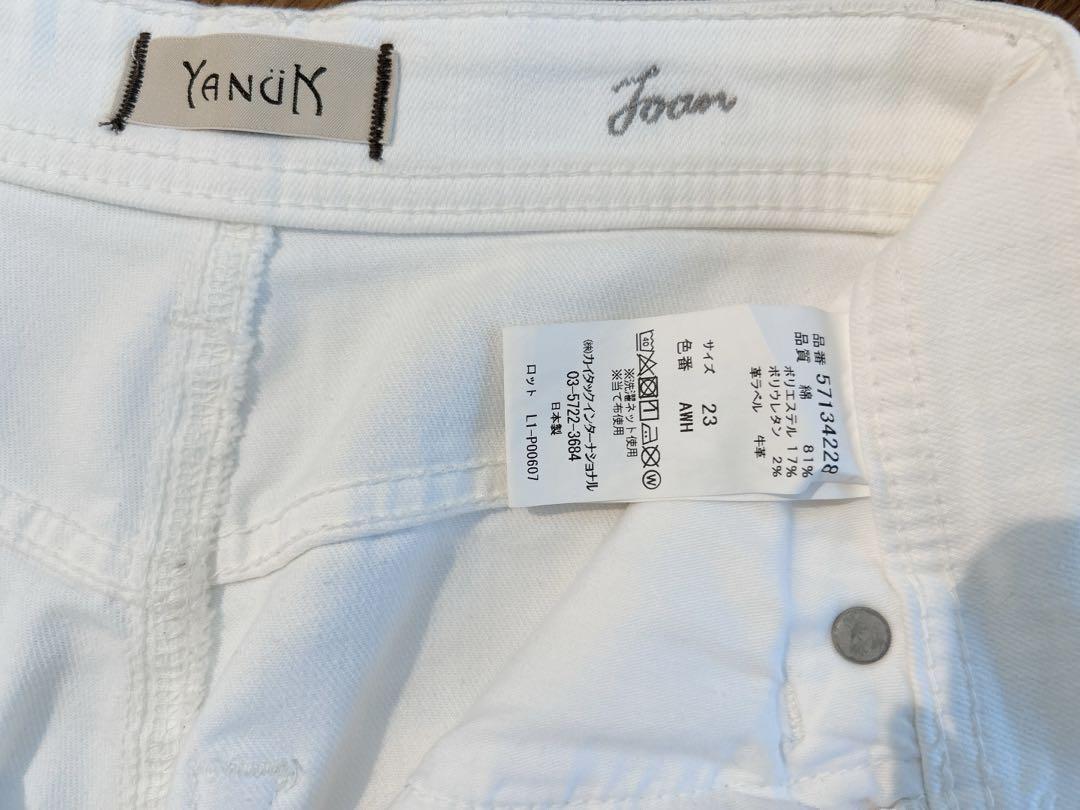 YANÜK
Joan
品番 57134228
品質 綿 81%
ポリエステル 17%
ポリウレタン 2%
革ラベル 牛革
サイズ 23
色番 AWH
40
W
※洗濯ネット使用
※当て布使用
㈱カイタックインターナショナル
03-5722-3684
日本製
ロット L1-P00607